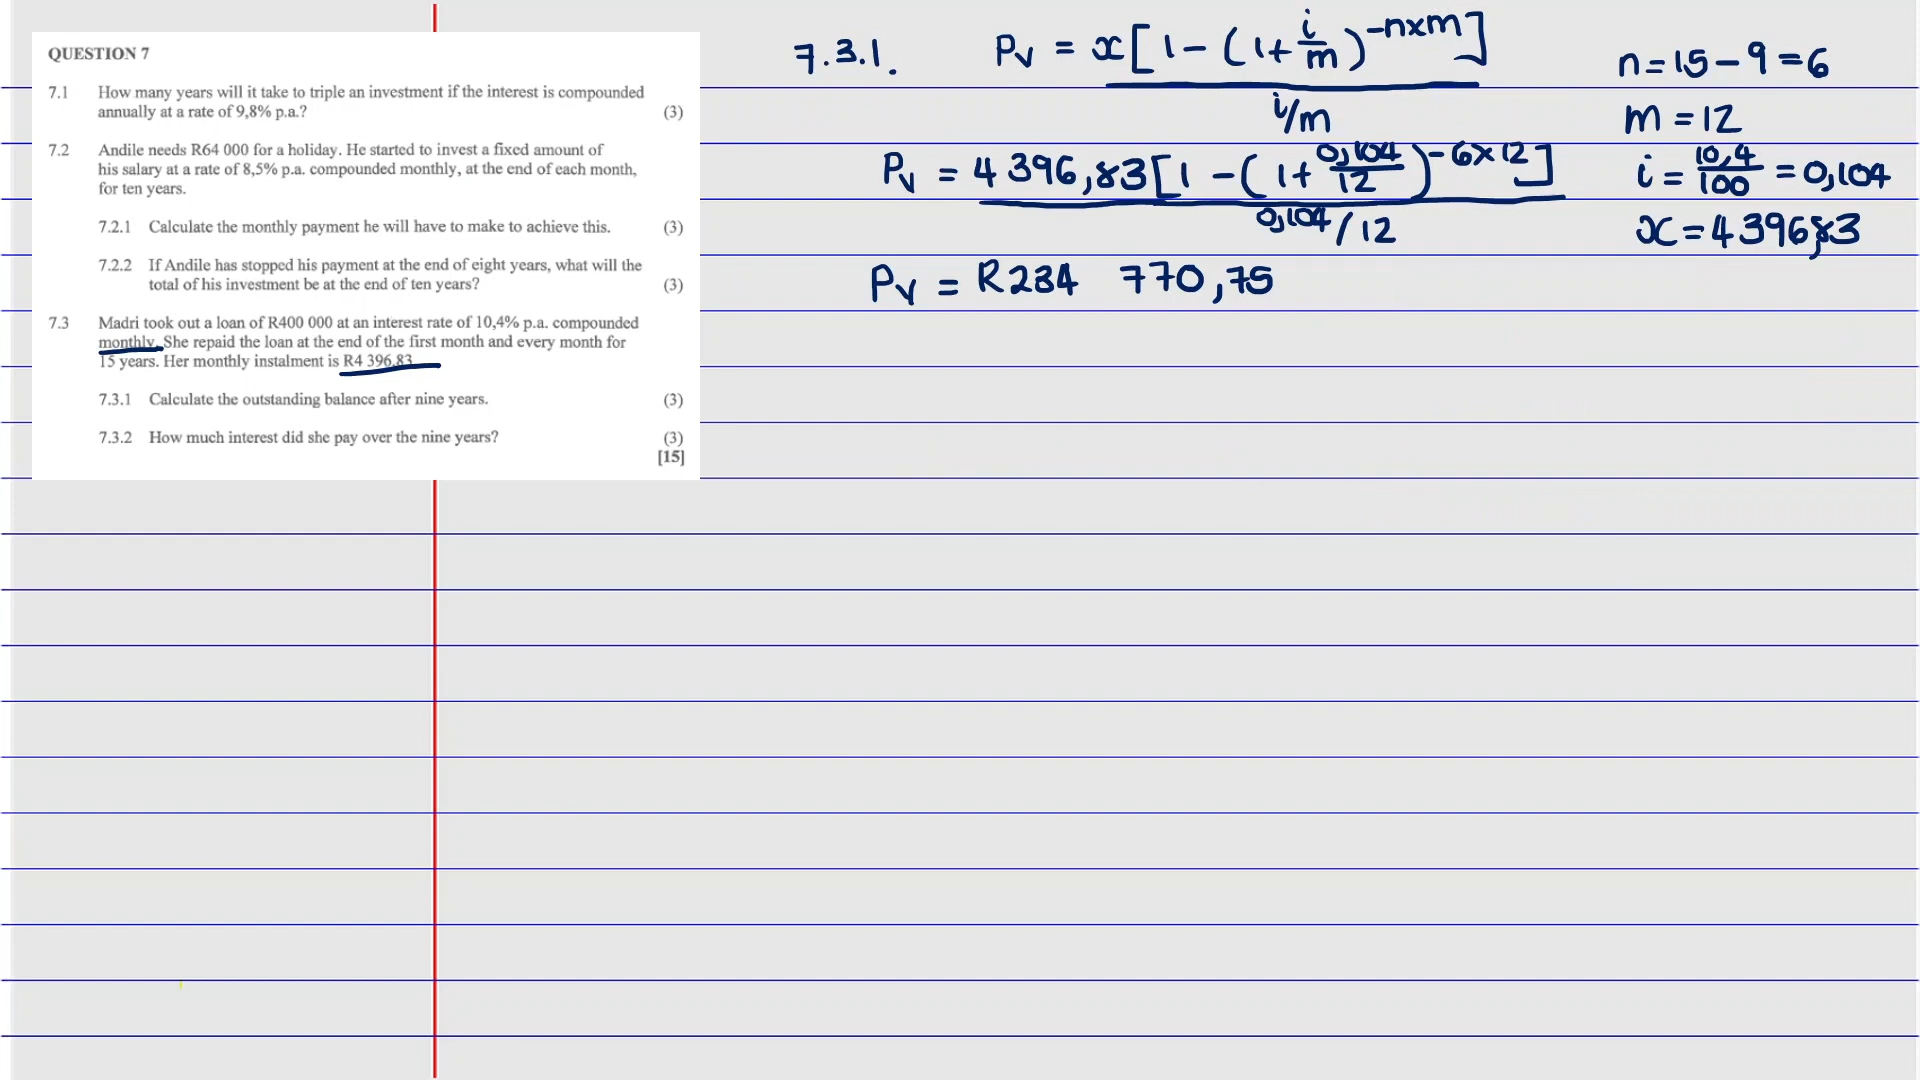 QUESTION 7
7.1 How many years will it take to triple an investment if the interest is compounded
annually at a rate of 9,8% p.a.? (3)
7.2 Andile needs R64 000 for a holiday. He started to invest a fixed amount of
his salary at a rate of 8,5% p.a. compounded monthly, at the end of each month,
for ten years.
7.2.1 Calculate the monthly payment he will have to make to achieve this. (3)
7.2.2 If Andile has stopped his payment at the end of eight years, what will the
total of his investment be at the end of ten years? (3)
7.3 Madri took out a loan of R400 000 at an interest rate of 10,4% p.a. compounded
monthly. She repaid the loan at the end of the first month and every month for
15 years. Her monthly instalment is R4 396,83.
7.3.1 Calculate the outstanding balance after nine years. (3)
7.3.2 How much interest did she pay over the nine years? (3)
[15]
7.3.1. Pv = x[1-(1+i/m)^-n×m]
i/m
Pv = 4 396,83[1-(1+0,104/12)^-6×12]
0,104/12
Pv = R234 770,75
n=15-9=6
m=12
i=10,4/100=0,104
x=4396,83